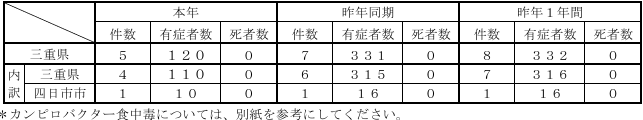 本年 昨年同期 昨年1年間
件数 有症者数 死者数 件数 有症者数 死者数 件数 有症者数 死者数
三重県 5 120 0 7 331 0 8 332 0
内訳 三重県 4 110 0 6 315 0 7 316 0
四日市市 1 10 0 1 16 0 1 16 0
＊カンピロバクター食中毒については、別紙を参考にしてください。